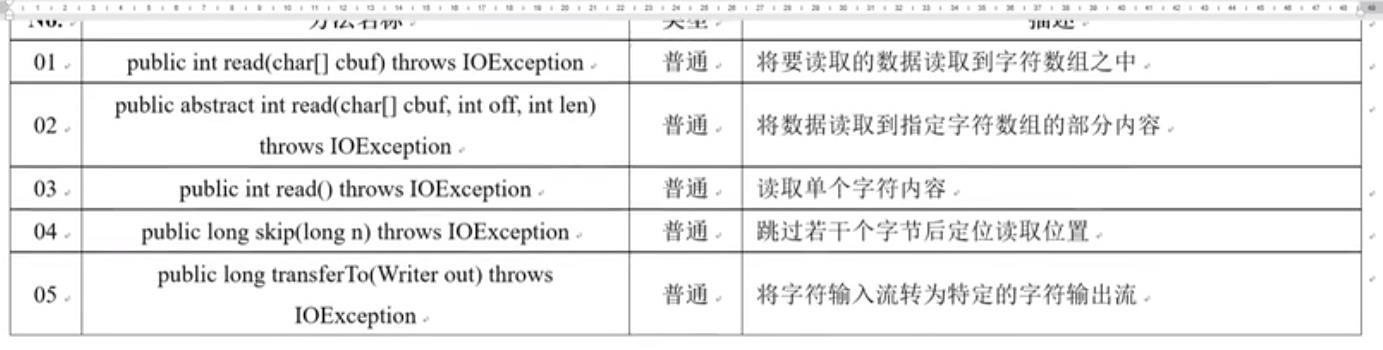 No. 方法名称 类型 描述
01 public int read(char[] cbuf) throws IOException 普通 将要读取的数据读取到字符数组之中
public abstract int read(char[] cbuf, int off, int len)
02 普通 将数据读取到指定字符数组的部分内容
throws IOException
03 public int read() throws IOException 普通 读取单个字符内容
04 public long skip(long n) throws IOException 普通 跳过若干个字节后定位读取位置
public long transferTo(Writer out) throws
05 普通 将字符输入流转为特定的字符输出流
IOException